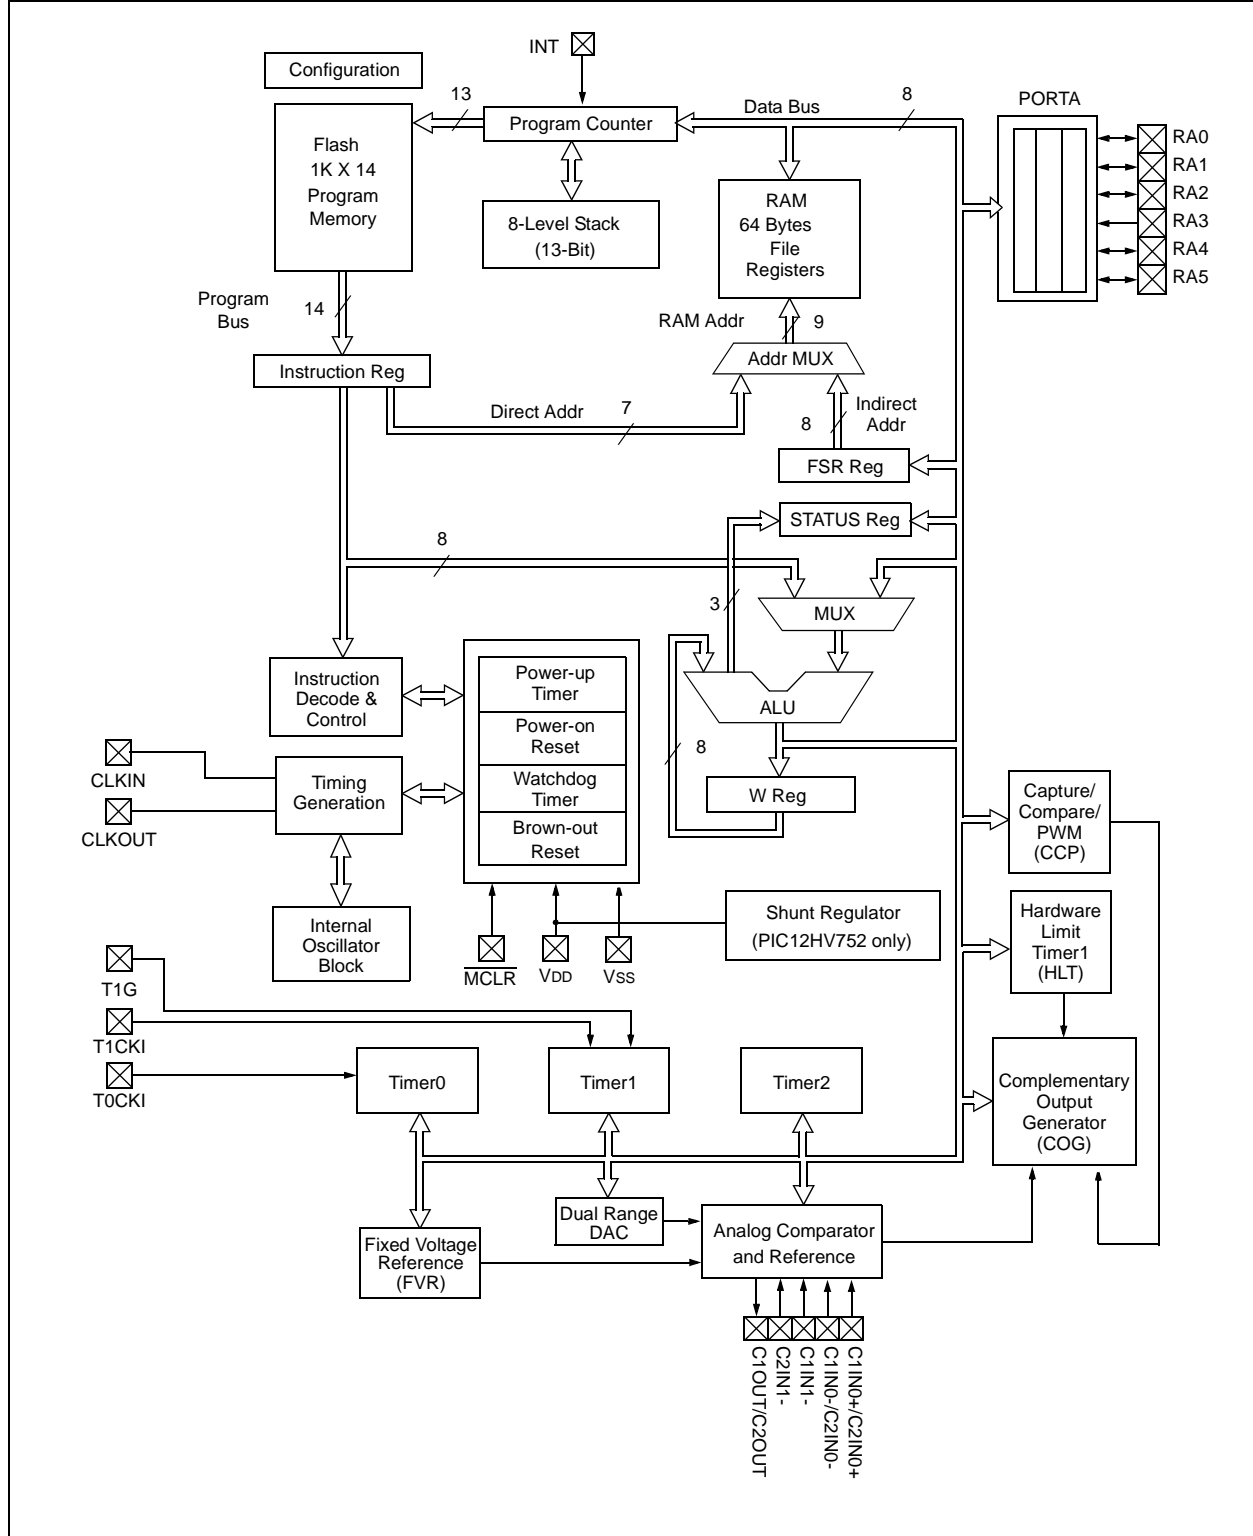 INT
Configuration
13
Data Bus
8
PORTA
Program Counter
Flash
1K X 14
Program
Memory
RA0
RA1
RA2
RA3
RA4
RA5
8-Level Stack
(13-Bit)
RAM
64 Bytes
File
Registers
Program
Bus
14
RAM Addr
9
Addr MUX
Instruction Reg
Direct Addr
7
Indirect
Addr
8
FSR Reg
STATUS Reg
8
3
MUX
Instruction
Decode &
Control
Power-up
Timer
Power-on
Reset
Watchdog
Timer
Brown-out
Reset
ALU
8
W Reg
CLKIN
CLKOUT
Timing
Generation
Internal
Oscillator
Block
Capture/
Compare/
PWM
(CCP)
Shunt Regulator
(PIC12HV752 only)
Hardware
Limit
Timer1
(HLT)
MCLR
VDD
VSS
T1G
T1CKI
T0CKI
Timer0
Timer1
Timer2
Complementary
Output
Generator
(COG)
Dual Range
DAC
Fixed Voltage
Reference
(FVR)
Analog Comparator
and Reference
C1OUT/C2OUT
C2IN1-
C1IN1-
C1IN0-/C2IN0-
C1IN0+/C2IN0+